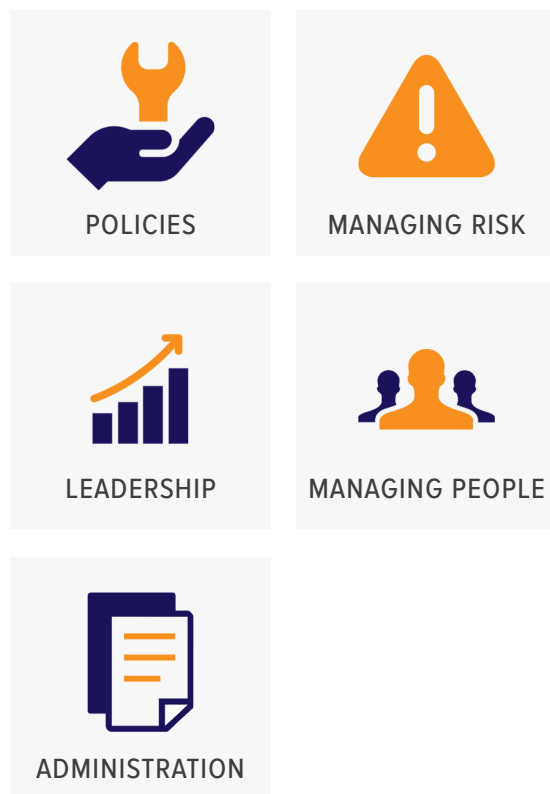 POLICIES
MANAGING RISK
LEADERSHIP
MANAGING PEOPLE
ADMINISTRATION